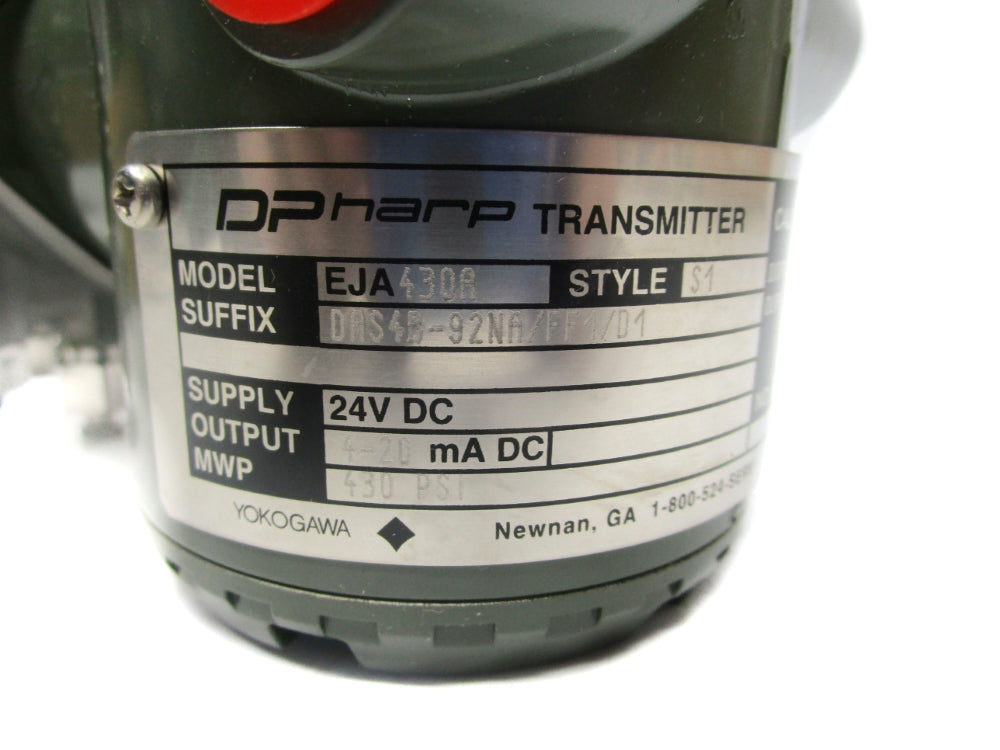 DPharp TRANSMITTER
MODEL EJA430A STYLE S1
SUFFIX DAS4B-92NA/FF1/D1
SUPPLY 24V DC
OUTPUT 4-20 mA DC
MWP 430 PSI
YOKOGAWA Newnan, GA 1-800-524-SERV